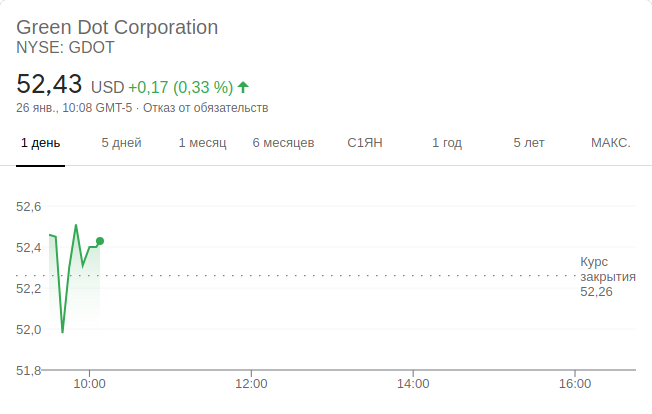 Green Dot Corporation
NYSE: GDOT
52,43 USD +0,17 (0,33 %)
26 янв., 10:08 GMT-5 · Отказ от обязательств
1 день 5 дней 1 месяц 6 месяцев С1ЯН 1 год 5 лет МАКС.
52,6
52,4
Курс
закрытия
52,26
52,2
52,0
51,8
10:00 12:00 14:00 16:00